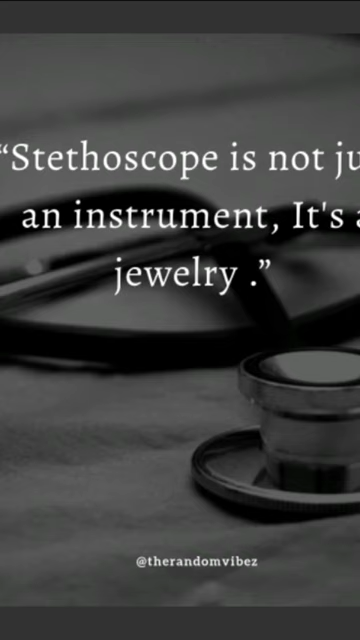 “Stethoscope is not ju
an instrument, It's a
jewelry .”
@therandomvibez